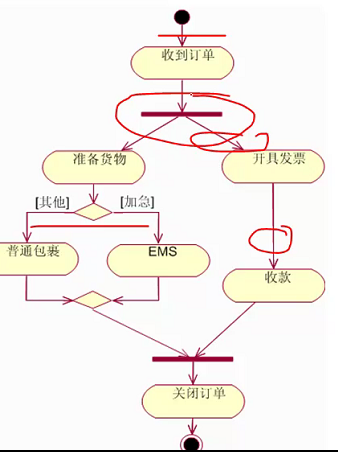 收到订单
准备货物
开具发票
[其他]
[加急]
普通包裹
EMS
收款
关闭订单